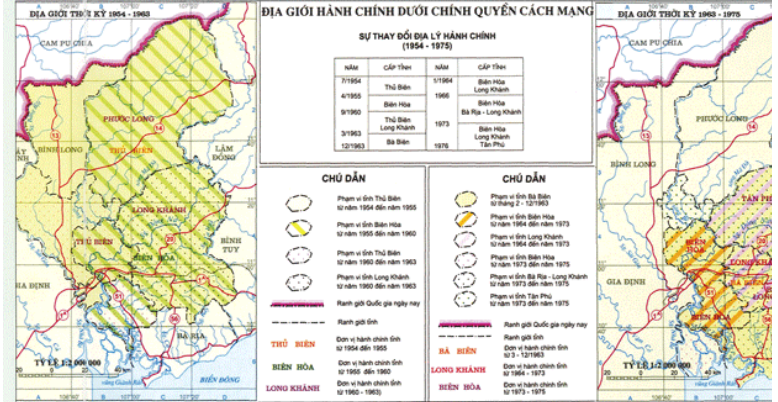 ĐỊA GIỚI HÀNH CHÍNH DƯỚI CHÍNH QUYỀN CÁCH MẠNG
ĐỊA GIỚI THỜI KỲ 1954 - 1963
CAM PU CHIA
PHƯỚC LONG
BÌNH LONG
THỦ BIÊN
LÂM
ĐỒNG
LONG KHÁNH
THỦ BIÊN
BIÊN HÒA
BÌNH
TUY
GIA ĐỊNH
BÀ RỊA
BIỂN ĐÔNG
TỶ LỆ 1:2 000 000
13
14
20
51
56
SỰ THAY ĐỔI ĐỊA LÝ HÀNH CHÍNH
(1954 - 1975)
NĂM CẤP TỈNH NĂM CẤP TỈNH
7/1954 1/1964 Biên Hòa
Thủ Biên Long Khánh
4/1955 1966
Biên Hòa Biên Hòa
9/1960 Bà Rịa - Long Khánh
Thủ Biên
Long Khánh 1973
3/1963 Biên Hòa
Bà Biên Long Khánh
12/1963 1976 Tân Phú
CHÚ DẪN
Phạm vi tỉnh Thủ Biên
từ năm 1954 đến năm 1955
Phạm vi tỉnh Biên Hòa
từ năm 1955 đến năm 1960
Phạm vi tỉnh Thủ Biên
từ năm 1960 đến năm 1963
Phạm vi tỉnh Long Khánh
từ năm 1960 đến năm 1963
Ranh giới Quốc gia ngày nay
Ranh giới tỉnh
THỦ BIÊN Đơn vị hành chính tỉnh
từ 1954 đến 1955
BIÊN HÒA Đơn vị hành chính tỉnh
từ 1955 đến 1960
LONG KHÁNH Đơn vị hành chính tỉnh
từ 1960 - 1963)
CHÚ DẪN
Phạm vi tỉnh Bà Biên
từ tháng 2 - 12/1963
Phạm vi tỉnh Biên Hòa
từ năm 1964 đến năm 1973
Phạm vi tỉnh Long Khánh
từ năm 1964 đến năm 1973
Phạm vi tỉnh Biên Hòa
từ năm 1973 đến năm 1975
Phạm vi tỉnh Bà Rịa - Long Khánh
từ năm 1973 đến năm 1975
Phạm vi tỉnh Tân Phú
từ năm 1973 đến năm 1975
Ranh giới Quốc gia ngày nay
Ranh giới tỉnh
BÀ BIÊN Đơn vị hành chính tỉnh
từ 3 - 12/1963
LONG KHÁNH Đơn vị hành chính tỉnh
từ 1964 - 1973
BIÊN HÒA Đơn vị hành chính tỉnh
từ 1973 - 1975
ĐỊA GIỚI THỜI KỲ 1963 - 1975
CAM PU CHIA
PHƯỚC LONG
BÌNH LONG
TÂN PH
BIÊN
HÒA
LONG KHÁ
BÀ BIÊN
BIÊN HÒA
GIA ĐỊNH
TỶ LỆ 1:2 000 000